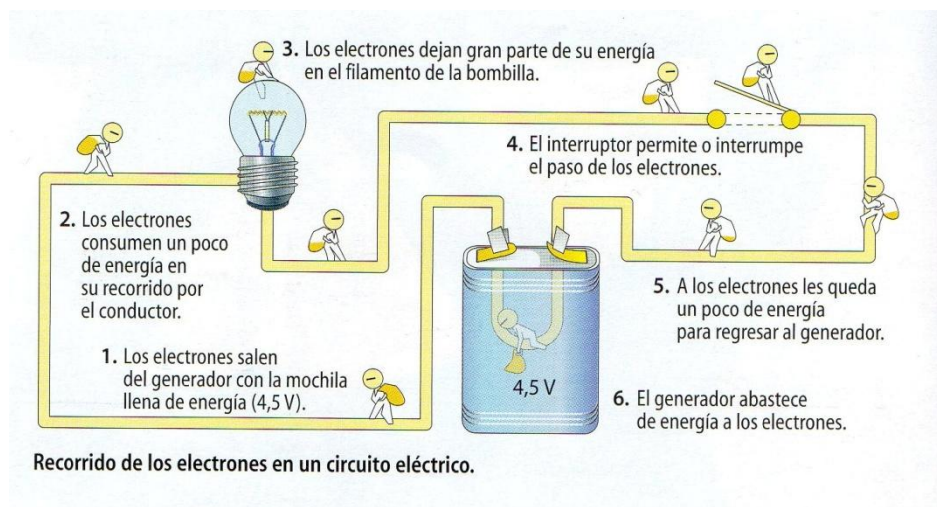 3. Los electrones dejan gran parte de su energía
en el filamento de la bombilla.
4. El interruptor permite o interrumpe
el paso de los electrones.
2. Los electrones
consumen un poco
de energía en
su recorrido por
el conductor.
5. A los electrones les queda
un poco de energía
para regresar al generador.
1. Los electrones salen
del generador con la mochila
llena de energía (4,5 V).
4,5 V
6. El generador abastece
de energía a los electrones.
Recorrido de los electrones en un circuito eléctrico.